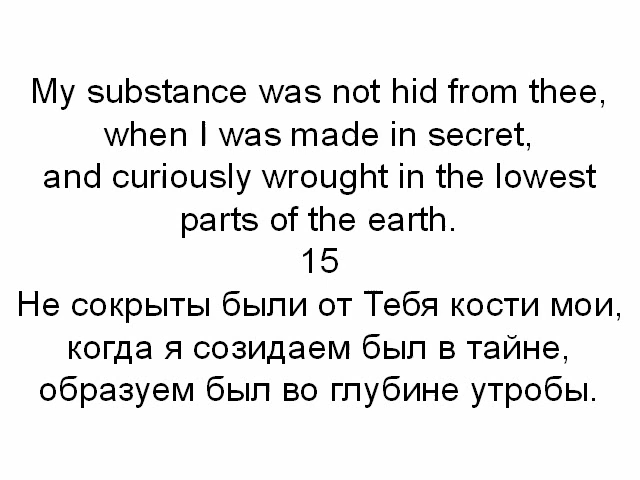 My substance was not hid from thee,
when I was made in secret,
and curiously wrought in the lowest
parts of the earth.
15
Не сокрыты были от Тебя кости мои,
когда я созидаем был в тайне,
образуем был во глубине утробы.